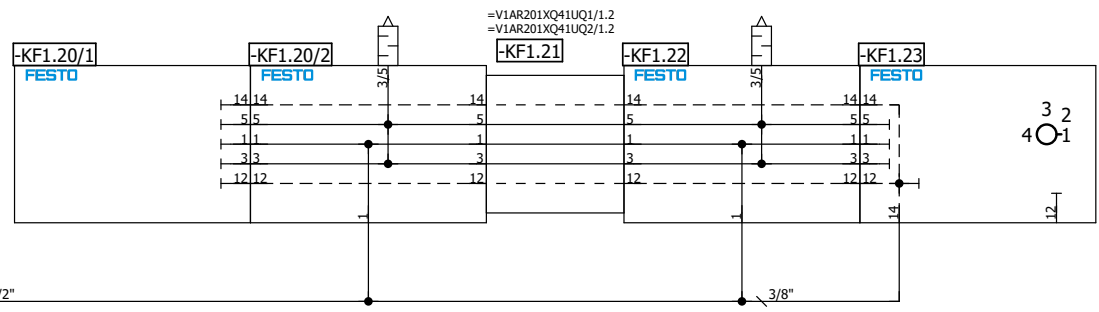 =V1AR201XQ41UQ1/1.2
=V1AR201XQ41UQ2/1.2
-KF1.20/1
-KF1.20/2
-KF1.21
-KF1.22
-KF1.23
FESTO
FESTO
FESTO
FESTO
3/5
3/5
14 14 14 14 14 14
5 5 5 5 5 5
1 1 1 1 1 1
3 3 3 3 3 3
12 12 12 12 12 12
3
2
4
1
1
1
14
12
/2"
3/8"